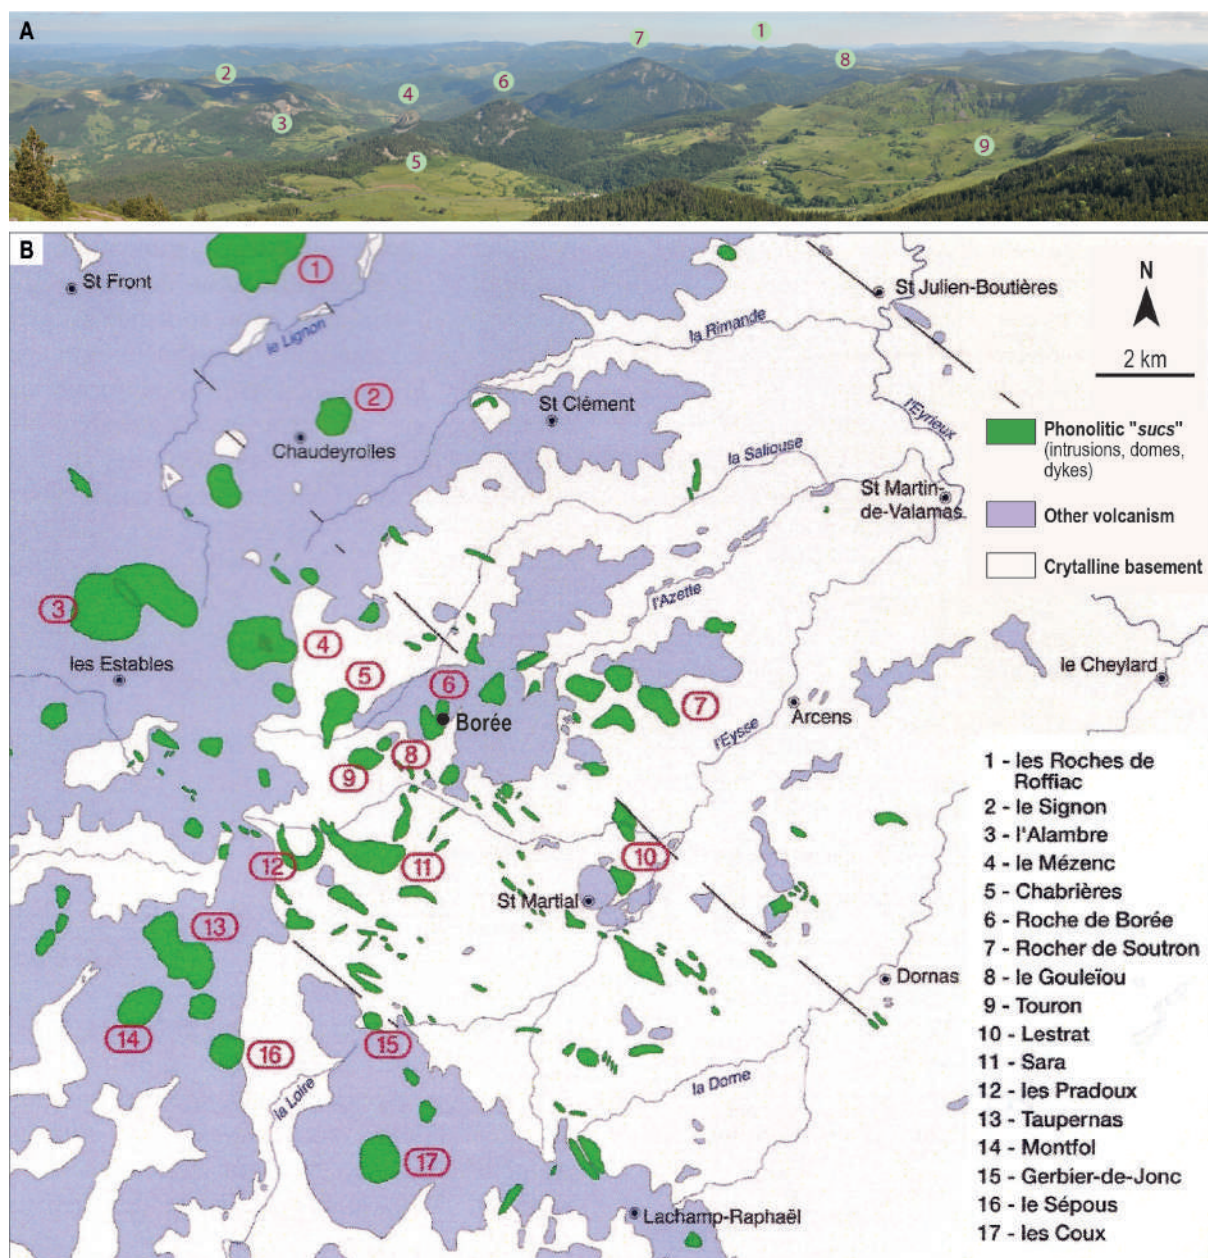 A
1
7
8
2
6
4
3
5
9
B
St Front
1
St Julien-Boutières
N
2 km
le Lignon
la Rimande
2
St Clément
Chaudeyrolles
l'Eyrieux
Phonolitic "sucs"
(intrusions, domes,
dykes)
la Saliouse
St Martin-
de-Valamas
Other volcanism
Crytalline basement
3
l'Azette
4
les Estables
5
6
le Cheylard
7
Borée
Arcens
8
l'Eysse
9
12
11
10
St Martial
13
Dornas
14
15
16
la Loire
la Dorne
17
Lachamp-Raphaël
1 - les Roches de
Roffiac
2 - le Signon
3 - l'Alambre
4 - le Mézenc
5 - Chabrières
6 - Roche de Borée
7 - Rocher de Soutron
8 - le Gouleïou
9 - Touron
10 - Lestrat
11 - Sara
12 - les Pradoux
13 - Taupernas
14 - Montfol
15 - Gerbier-de-Jonc
16 - le Sépous
17 - les Coux